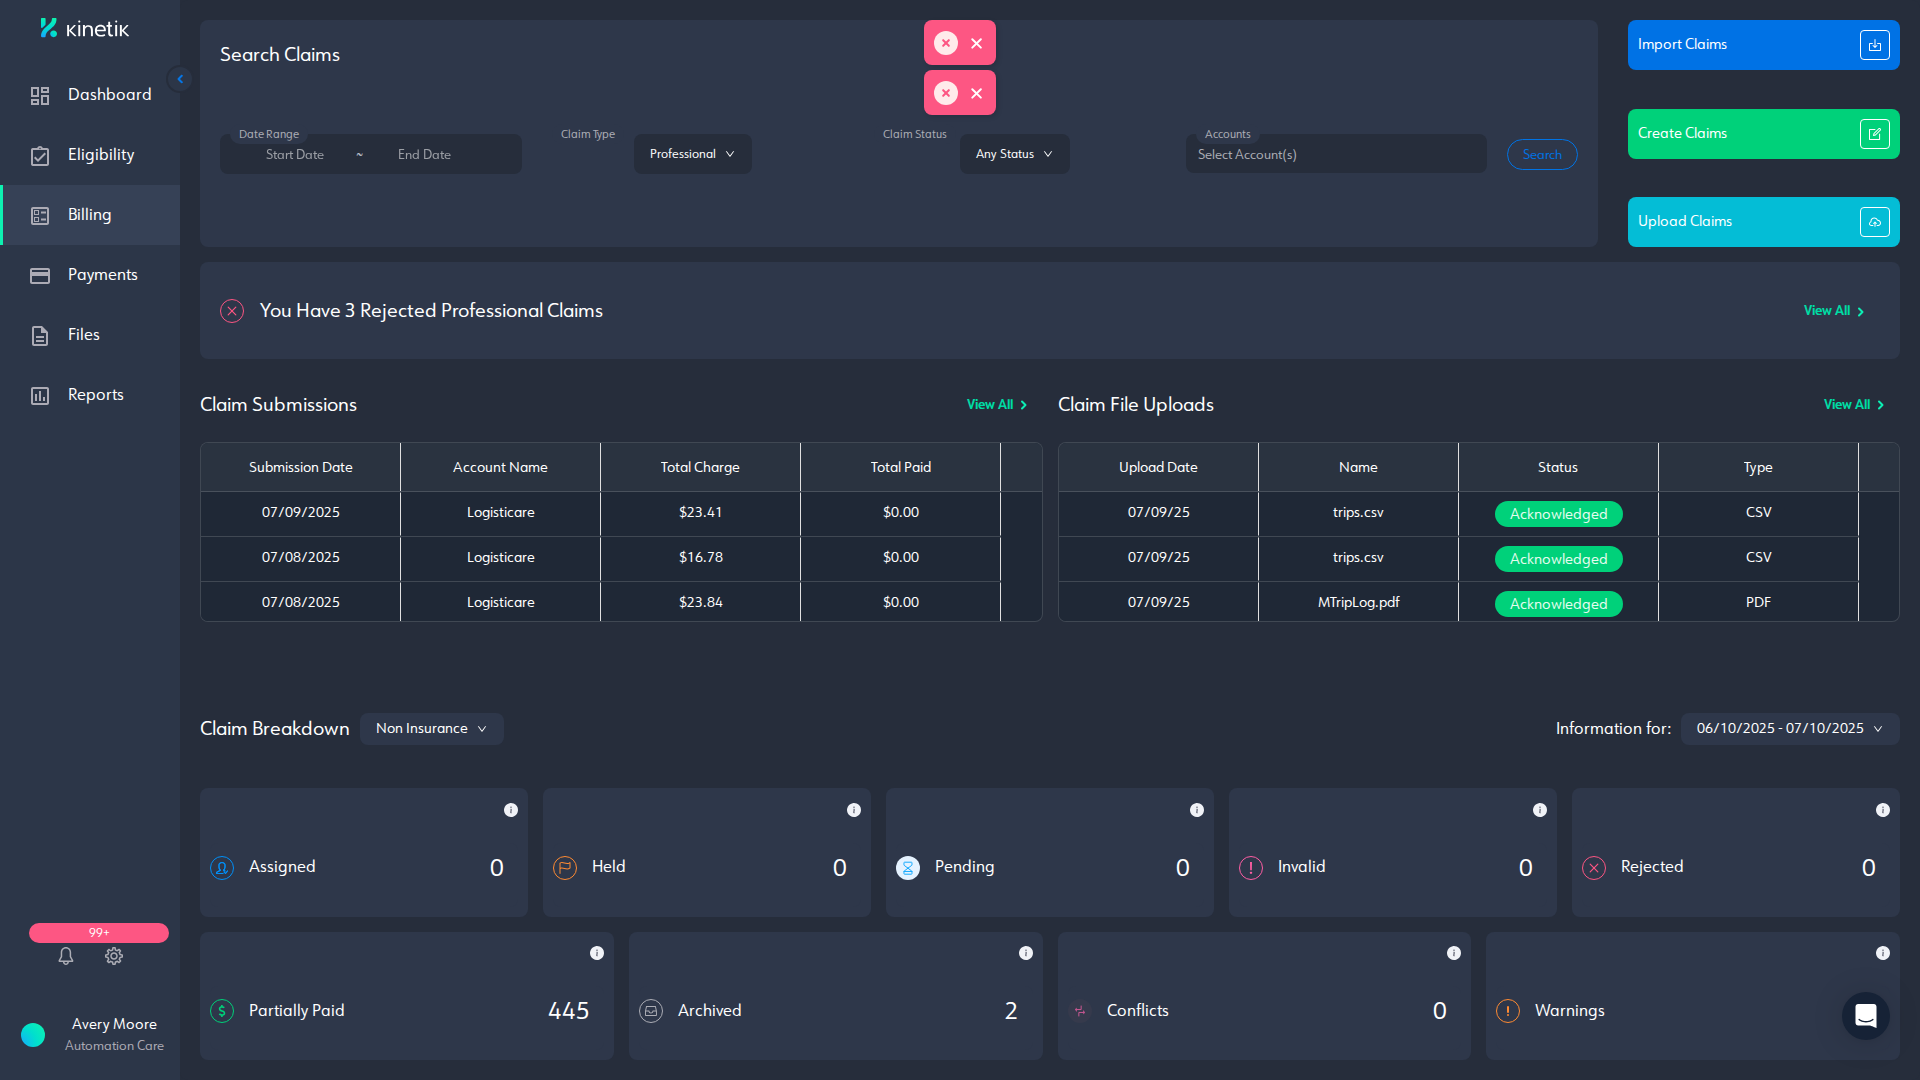 kinetik
Dashboard
Eligibility
Billing
Payments
Files
Reports
99+
Avery Moore
Automation Care
Search Claims
Date Range
Start Date ~ End Date
Claim Type
Professional
Claim Status
Any Status
Accounts
Select Account(s)
Search
Import Claims
Create Claims
Upload Claims
You Have 3 Rejected Professional Claims
View All
Claim Submissions
View All
Submission Date Account Name Total Charge Total Paid
07/09/2025 Logisticare $23.41 $0.00
07/08/2025 Logisticare $16.78 $0.00
07/08/2025 Logisticare $23.84 $0.00
Claim File Uploads
View All
Upload Date Name Status Type
07/09/25 trips.csv Acknowledged CSV
07/09/25 trips.csv Acknowledged CSV
07/09/25 MTripLog.pdf Acknowledged PDF
Claim Breakdown
Non Insurance
Information for:
06/10/2025 - 07/10/2025
Assigned 0
Held 0
Pending 0
Invalid 0
Rejected 0
Partially Paid 445
Archived 2
Conflicts 0
Warnings